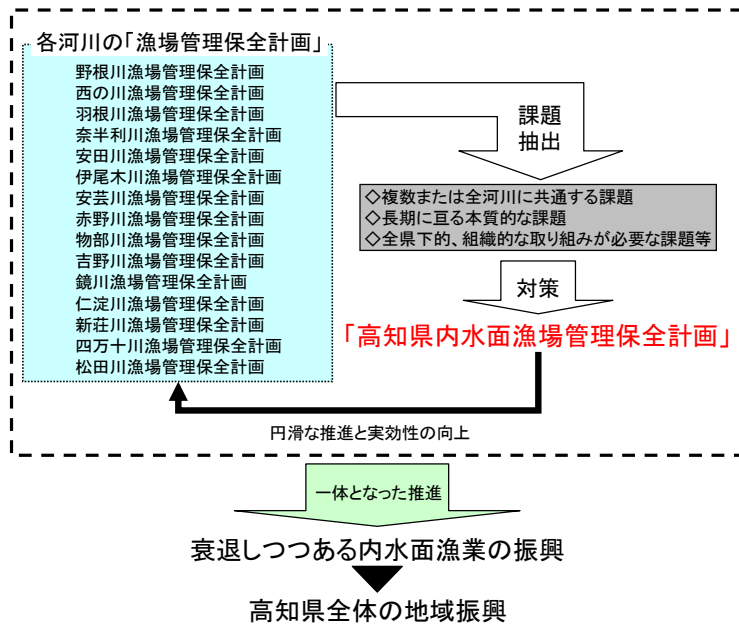 各河川の「漁場管理保全計画」
野根川漁場管理保全計画
西の川漁場管理保全計画
羽根川漁場管理保全計画
奈半利川漁場管理保全計画
安田川漁場管理保全計画
伊尾木川漁場管理保全計画
安芸川漁場管理保全計画
赤野川漁場管理保全計画
物部川漁場管理保全計画
吉野川漁場管理保全計画
鏡川漁場管理保全計画
仁淀川漁場管理保全計画
新荘川漁場管理保全計画
四万十川漁場管理保全計画
松田川漁場管理保全計画
課題
抽出
◇複数または全河川に共通する課題
◇長期に亘る本質的な課題
◇全県下的、組織的な取り組みが必要な課題等
対策
「高知県内水面漁場管理保全計画」
円滑な推進と実効性の向上
一体となった推進
衰退しつつある内水面漁業の振興
高知県全体の地域振興